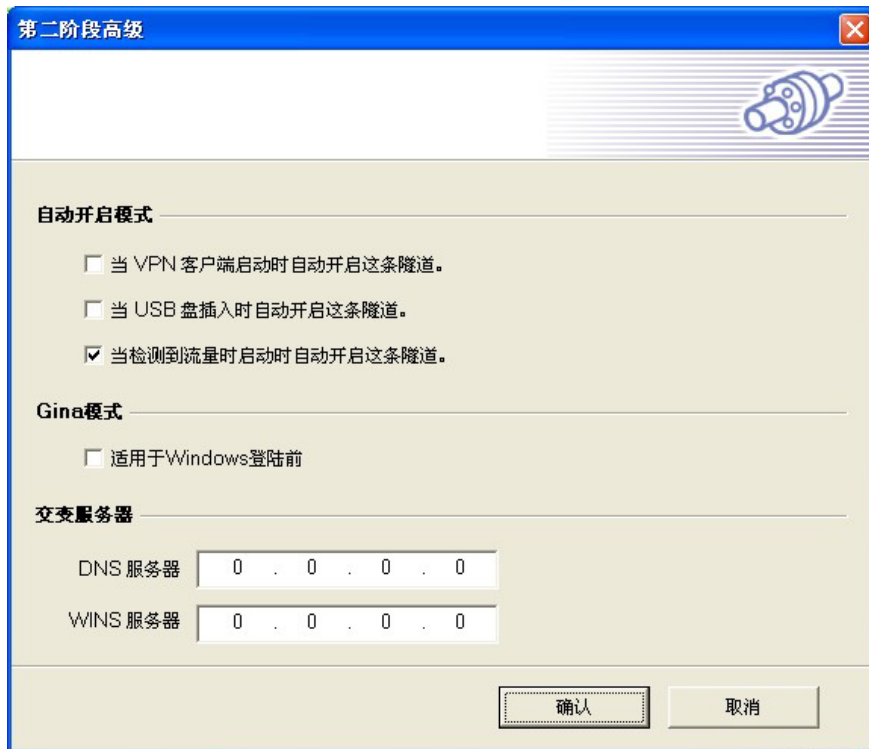 第二阶段高级
自动开启模式
当 VPN 客户端启动时自动开启这条隧道。
当 USB 盘插入时自动开启这条隧道。
当检测到流量时启动时自动开启这条隧道。
Gina模式
适用于Windows登陆前
交变服务器
DNS 服务器 0 . 0 . 0 . 0
WINS 服务器 0 . 0 . 0 . 0
确认 取消